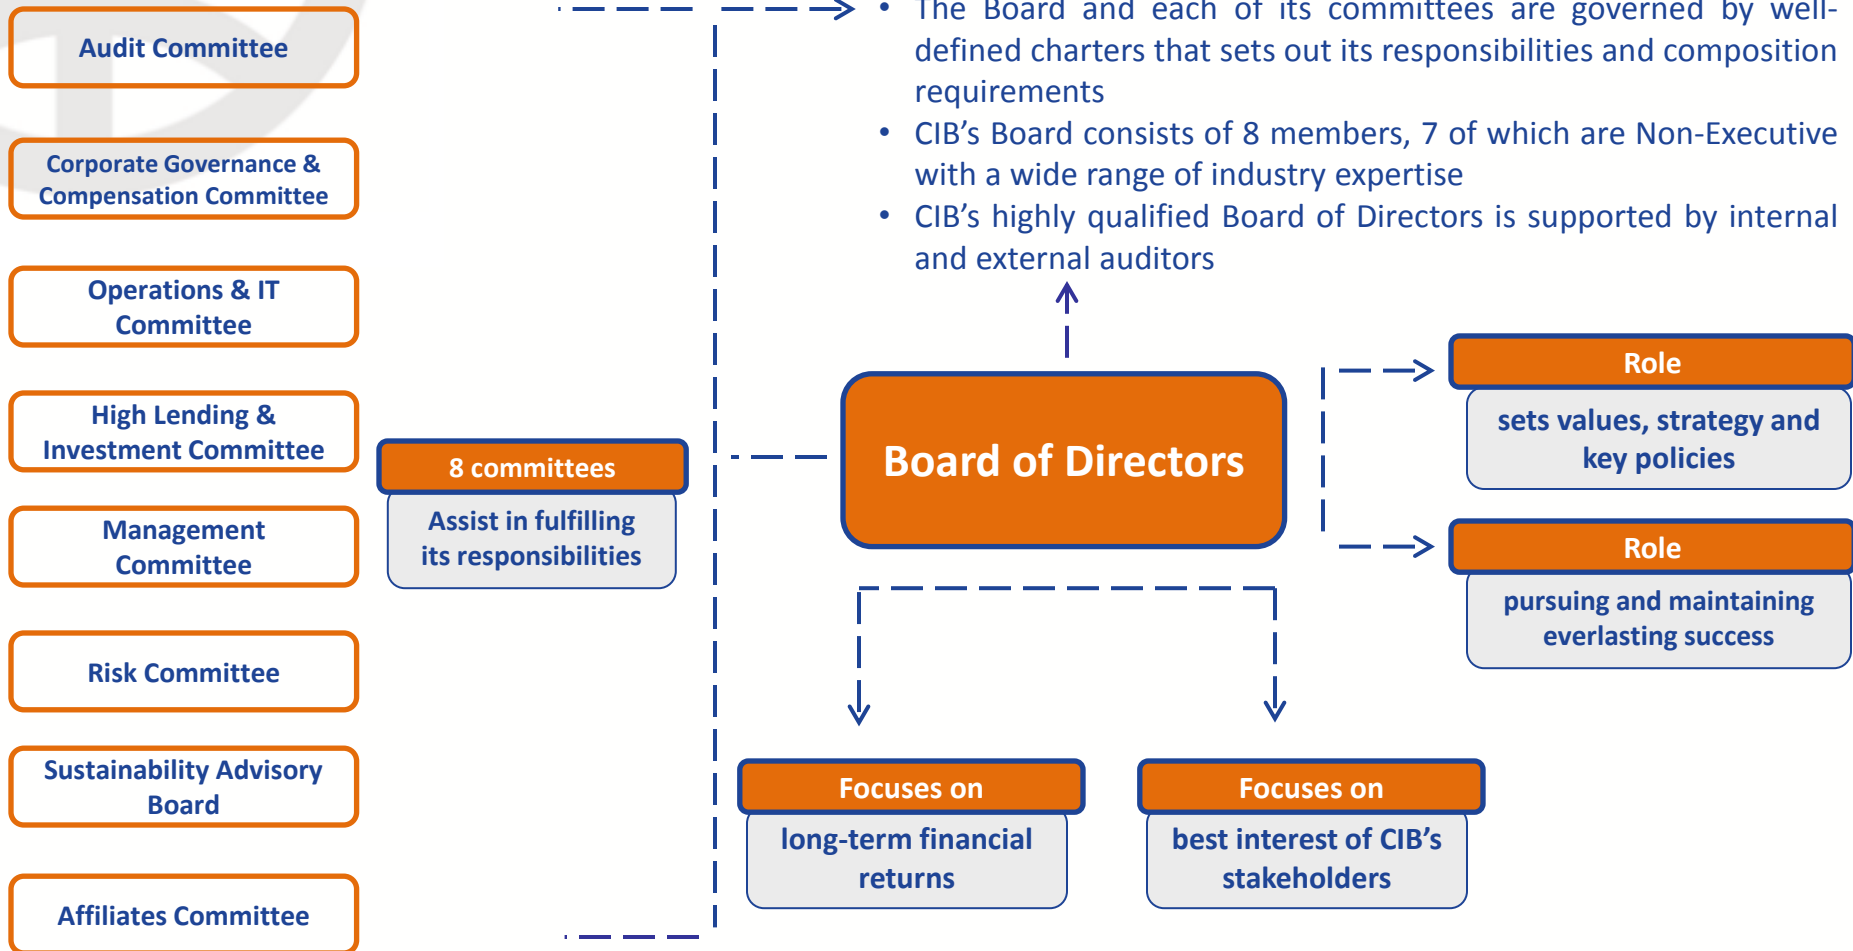 Audit Committee
Corporate Governance &
Compensation Committee
Operations & IT
Committee
High Lending &
Investment Committee
Management
Committee
Risk Committee
Sustainability Advisory
Board
Affiliates Committee
8 committees
Assist in fulfilling
its responsibilities
• The Board and each of its committees are governed by well-
defined charters that sets out its responsibilities and composition
requirements
• CIB’s Board consists of 8 members, 7 of which are Non-Executive
with a wide range of industry expertise
• CIB’s highly qualified Board of Directors is supported by internal
and external auditors
Board of Directors
Role
sets values, strategy and
key policies
Role
pursuing and maintaining
everlasting success
Focuses on
long-term financial
returns
Focuses on
best interest of CIB’s
stakeholders